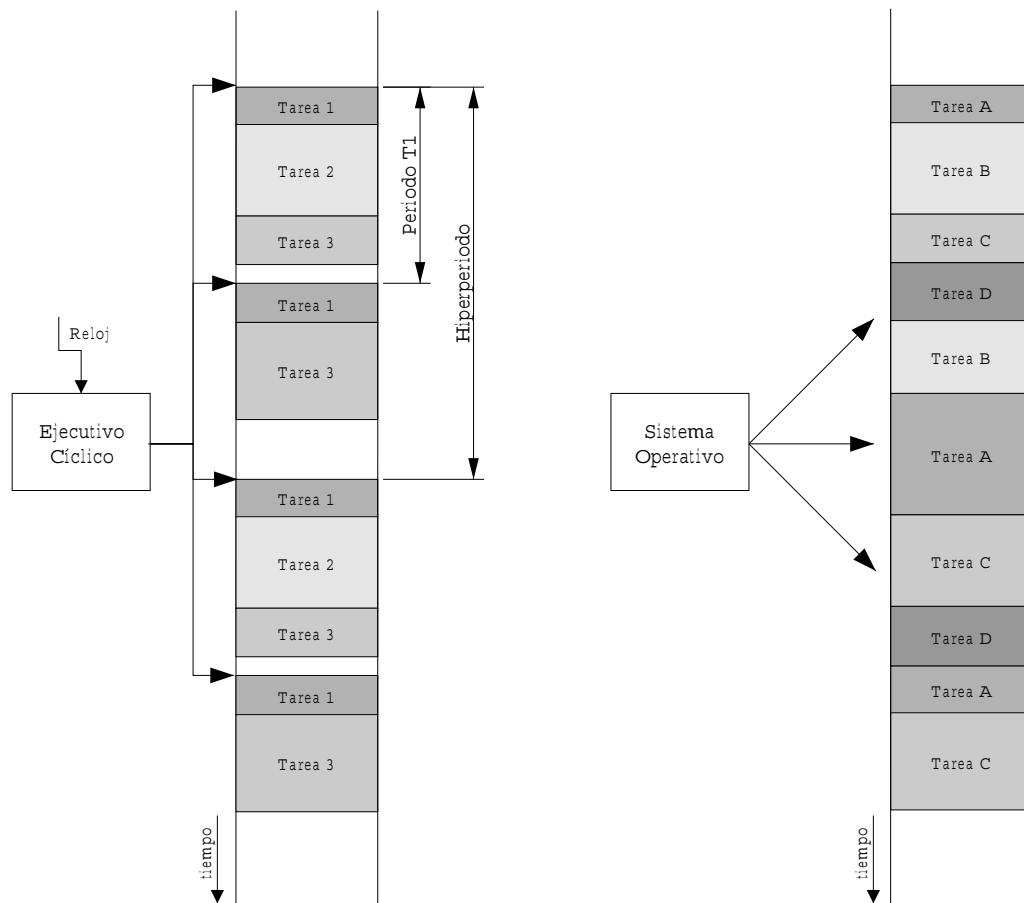 Tarea 1
Tarea 2
Tarea 3
Tarea 1
Tarea 3
Tarea 1
Tarea 2
Tarea 3
Tarea 1
Tarea 3
Periodo T1
Hiperperiodo
Reloj
Ejecutivo
Cíclico
tiempo
Sistema
Operativo
Tarea A
Tarea B
Tarea C
Tarea D
Tarea B
Tarea A
Tarea C
Tarea D
Tarea A
Tarea C
tiempo